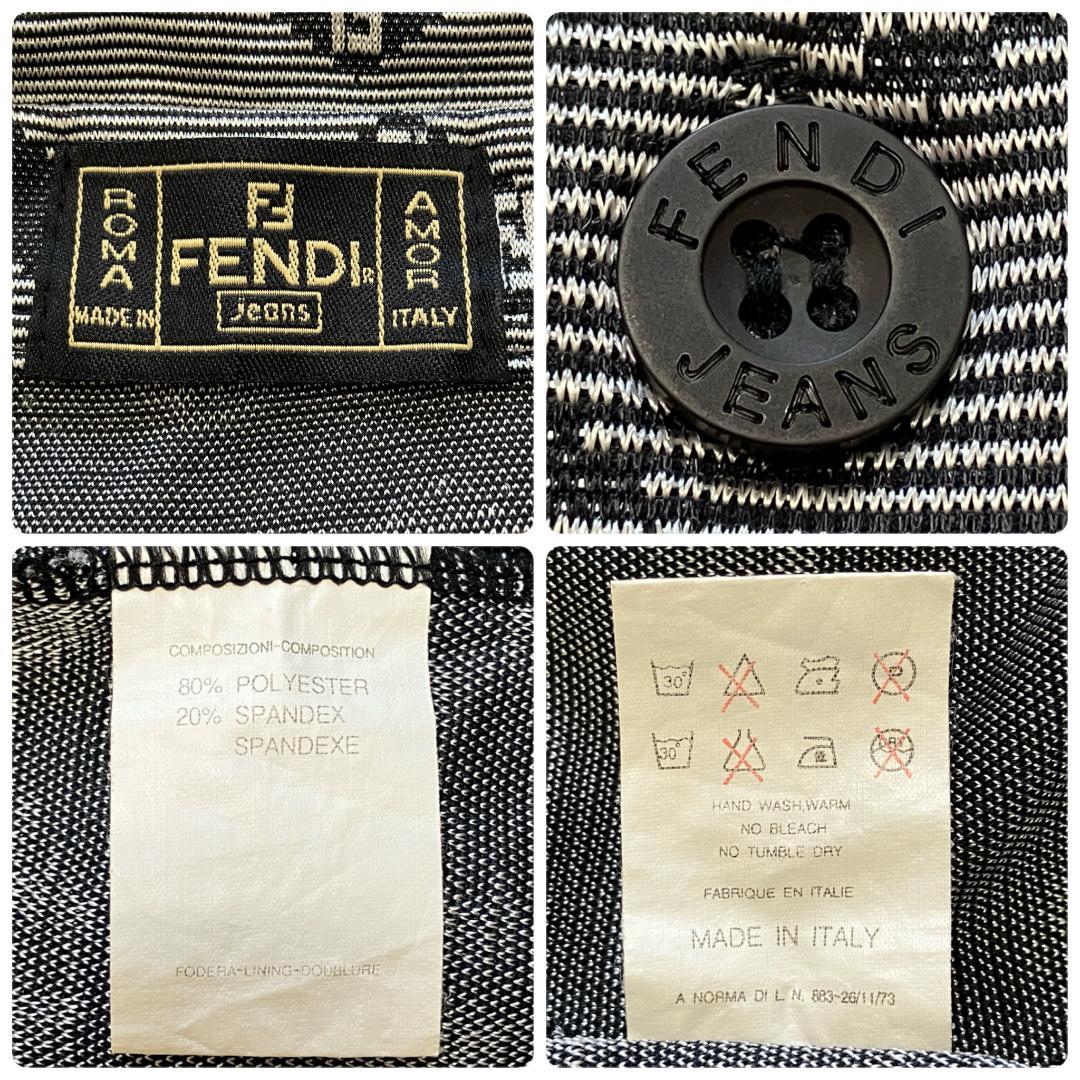 ROMA
MADE IN
FF
FENDI®
jeans
AMOR
ITALY
FENDI
JEANS
COMPOSIZIONI-COMPOSITION
80% POLYESTER
20% SPANDEX
SPANDEXE
FODERA-LINING-DOUBLURE
30° P
30°
HAND WASH,WARM
NO BLEACH
NO TUMBLE DRY
FABRIQUE EN ITALIE
MADE IN ITALY
A NORMA DI L. N. 883-26/11/73